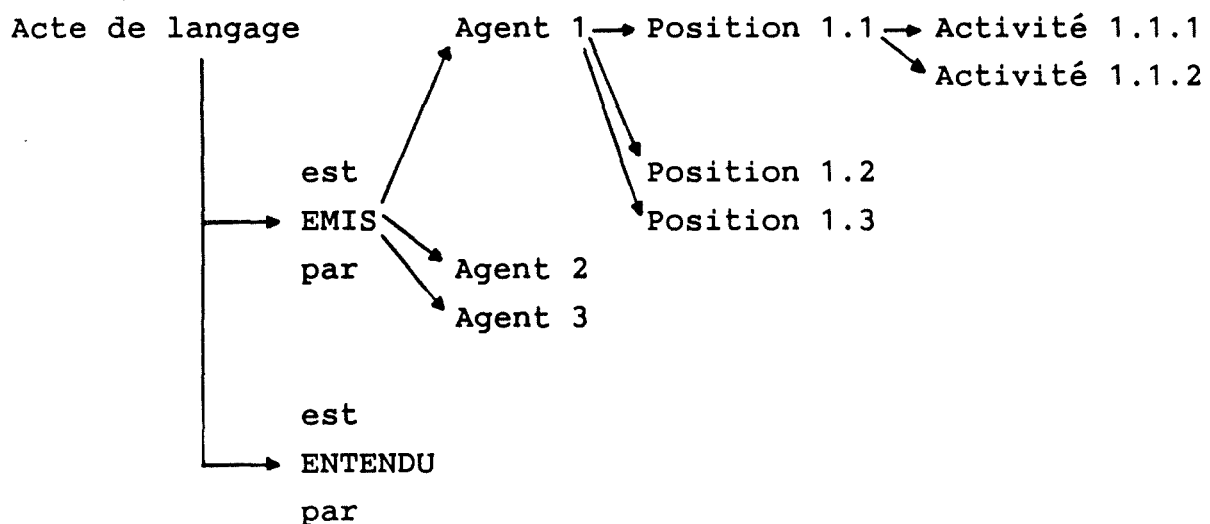 Acte de langage Agent 1 Position 1.1 Activité 1.1.1
Activité 1.1.2
est Position 1.2
EMIS Position 1.3
par Agent 2
Agent 3
est
ENTENDU
par